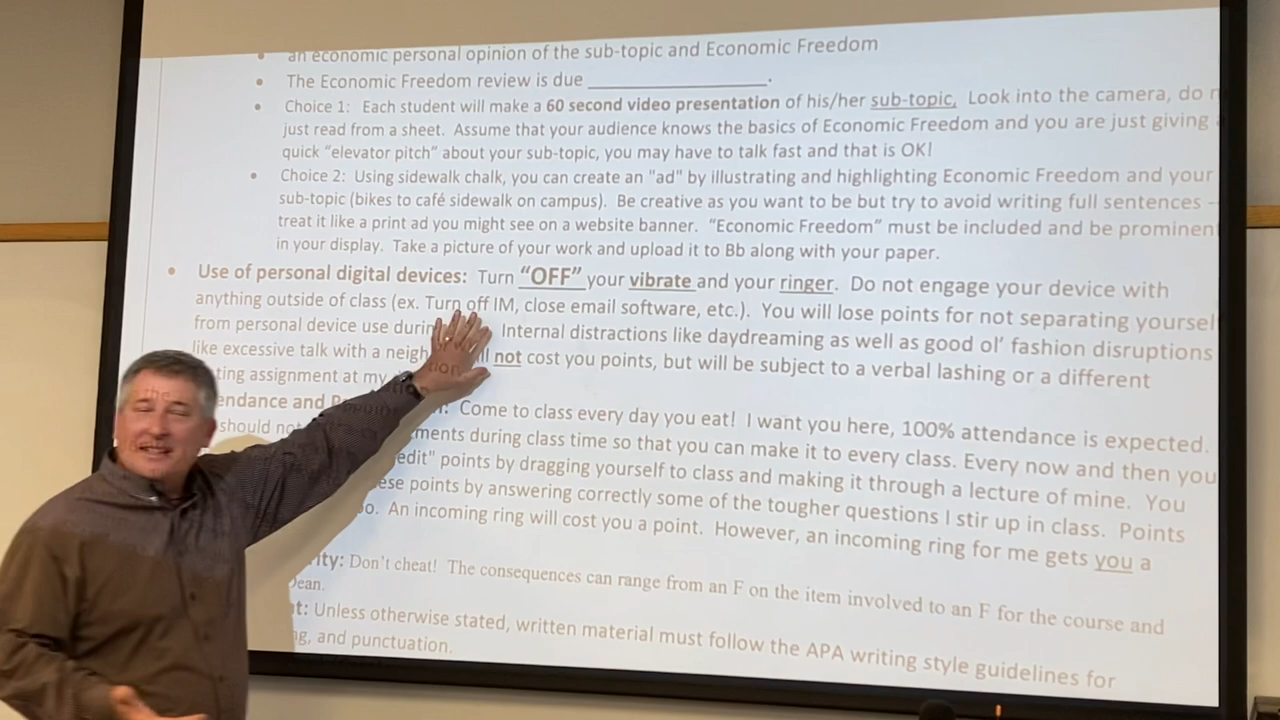 an economic personal opinion of the sub-topic and Economic Freedom
• The Economic Freedom review is due ____________________.
• Choice 1: Each student will make a 60 second video presentation of his/her sub-topic, Look into the camera, do
just read from a sheet. Assume that your audience knows the basics of Economic Freedom and you are just giving
quick "elevator pitch" about your sub-topic, you may have to talk fast and that is OK!
• Choice 2: Using sidewalk chalk, you can create an "ad" by illustrating and highlighting Economic Freedom and your
sub-topic (bikes to café sidewalk on campus). Be creative as you want to be but try to avoid writing full sentences -
treat it like a print ad you might see on a website banner. "Economic Freedom" must be included and be prominen
in your display. Take a picture of your work and upload it to Bb along with your paper.
• Use of personal digital devices: Turn "OFF" your vibrate and your ringer. Do not engage your device with
anything outside of class (ex. Turn off IM, close email software, etc.). You will lose points for not separating yoursel
from personal device use durin Internal distractions like daydreaming as well as good ol' fashion disruptions
like excessive talk with a neigh not cost you points, but will be subject to a verbal lashing or a different
ting assignment at my
endance and Come to class every day you eat! I want you here, 100% attendance is expected.
should no ments during class time so that you can make it to every class. Every now and then you
edit" points by dragging yourself to class and making it through a lecture of mine. You
ese points by answering correctly some of the tougher questions I stir up in class. Points
o. An incoming ring will cost you a point. However, an incoming ring for me gets you a
ity: Don't cheat! The consequences can range from an F on the item involved to an F for the course and
Dean.
t: Unless otherwise stated, written material must follow the APA writing style guidelines for
g, and punctuation.